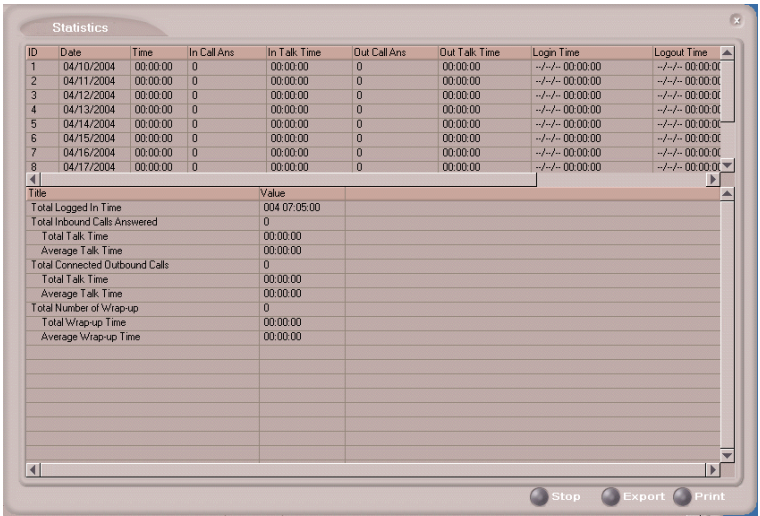 Statistics
x
ID Date Time In Call Ans In Talk Time Out Call Ans Out Talk Time Login Time Logout Time
1 04/10/2004 00:00:00 0 00:00:00 0 00:00:00 --/--/-- 00:00:00 --/--/-- 00:00:00
2 04/11/2004 00:00:00 0 00:00:00 0 00:00:00 --/--/-- 00:00:00 --/--/-- 00:00:00
3 04/12/2004 00:00:00 0 00:00:00 0 00:00:00 --/--/-- 00:00:00 --/--/-- 00:00:00
4 04/13/2004 00:00:00 0 00:00:00 0 00:00:00 --/--/-- 00:00:00 --/--/-- 00:00:00
5 04/14/2004 00:00:00 0 00:00:00 0 00:00:00 --/--/-- 00:00:00 --/--/-- 00:00:00
6 04/15/2004 00:00:00 0 00:00:00 0 00:00:00 --/--/-- 00:00:00 --/--/-- 00:00:00
7 04/16/2004 00:00:00 0 00:00:00 0 00:00:00 --/--/-- 00:00:00 --/--/-- 00:00:00
8 04/17/2004 00:00:00 0 00:00:00 0 00:00:00 --/--/-- 00:00:00 --/--/-- 00:00:00
Title Value
Total Logged In Time 004 07:05:00
Total Inbound Calls Answered 0
Total Talk Time 00:00:00
Average Talk Time 00:00:00
Total Connected Outbound Calls 0
Total Talk Time 00:00:00
Average Talk Time 00:00:00
Total Number of Wrap-up 0
Total Wrap-up Time 00:00:00
Average Wrap-up Time 00:00:00
Stop Export Print